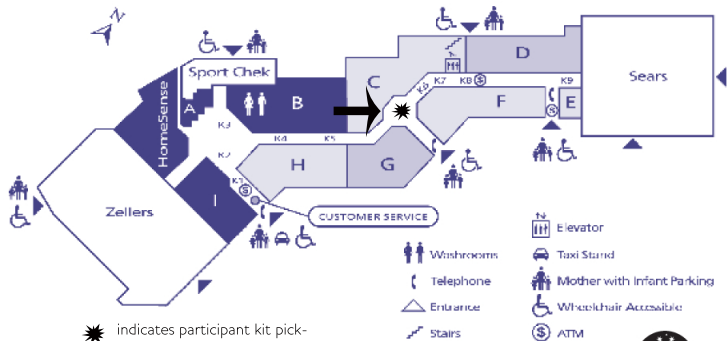 N
C
D
Sears
Sport Chek
K6
K7
K8
$
K9
HomeSense
A
B
F
E
$
K3
K4
K5
K2
H
G
K1
$
I
Zellers
CUSTOMER SERVICE
Elevator
Washrooms
Taxi Stand
Telephone
Mother with Infant Parking
Entrance
Wheelchair Accessible
Stairs
$ ATM
indicates participant kit pick-